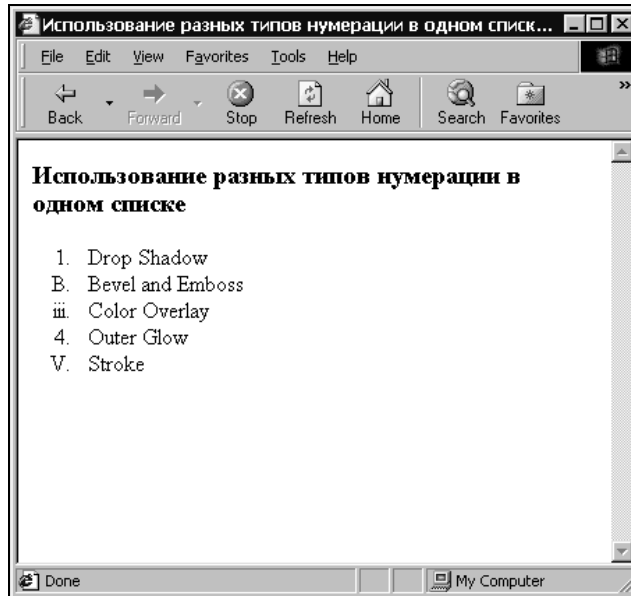 Использование разных типов нумерации в одном списк...
File Edit View Favorites Tools Help
Back Forward Stop Refresh Home Search Favorites »
Использование разных типов нумерации в
одном списке
1. Drop Shadow
B. Bevel and Emboss
iii. Color Overlay
4. Outer Glow
V. Stroke
Done My Computer